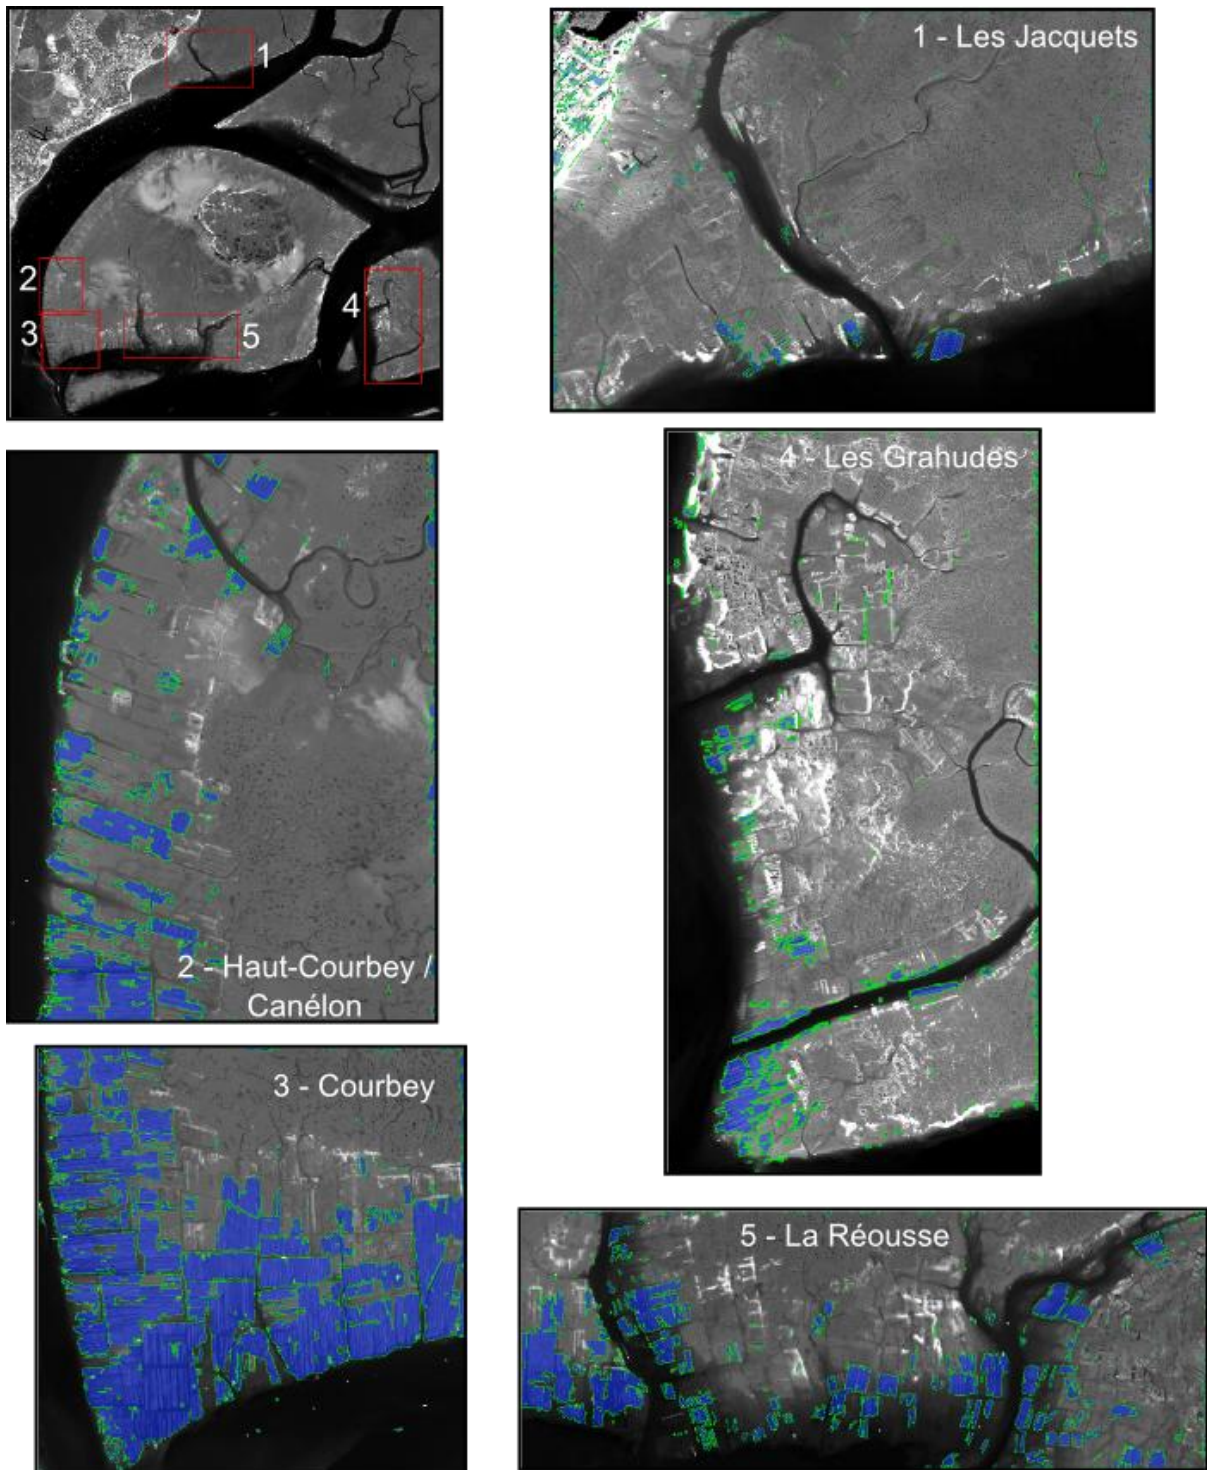 1
2
3
4
5
1 - Les Jacquets
4 - Les Grahudes
2 - Haut-Courbey /
Canélon
3 - Courbey
5 - La Réousse